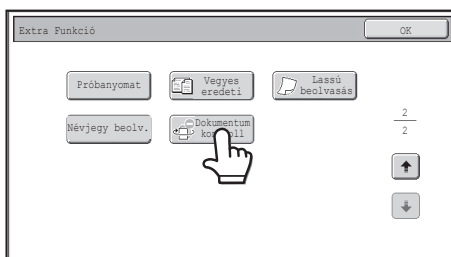 Extra Funkció
OK
Próbanyomat
Vegyes
eredeti
Lassú
beolvasás
Névjegy beolv.
Dokumentum
2
2